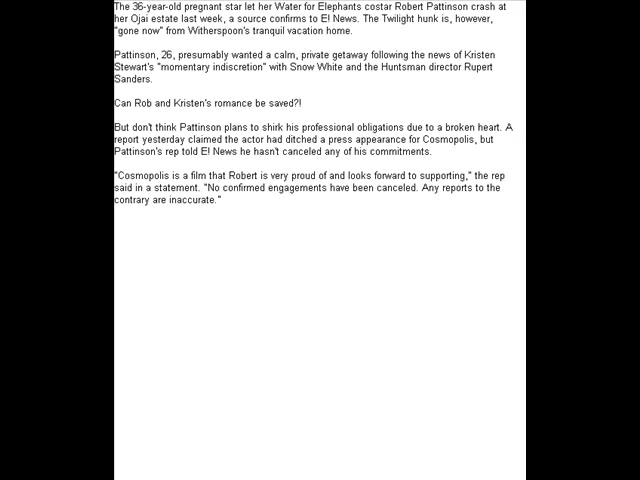 The 36-year-old pregnant star let her Water for Elephants costar Robert Pattinson crash at
her Ojai estate last week, a source confirms to E! News. The Twilight hunk is, however,
"gone now" from Witherspoon's tranquil vacation home.
Pattinson, 26, presumably wanted a calm, private getaway following the news of Kristen
Stewart's "momentary indiscretion" with Snow White and the Huntsman director Rupert
Sanders.
Can Rob and Kristen's romance be saved?!
But don't think Pattinson plans to shirk his professional obligations due to a broken heart. A
report yesterday claimed the actor had ditched a press appearance for Cosmopolis, but
Pattinson's rep told E! News he hasn't canceled any of his commitments.
"Cosmopolis is a film that Robert is very proud of and looks forward to supporting," the rep
said in a statement. "No confirmed engagements have been canceled. Any reports to the
contrary are inaccurate."